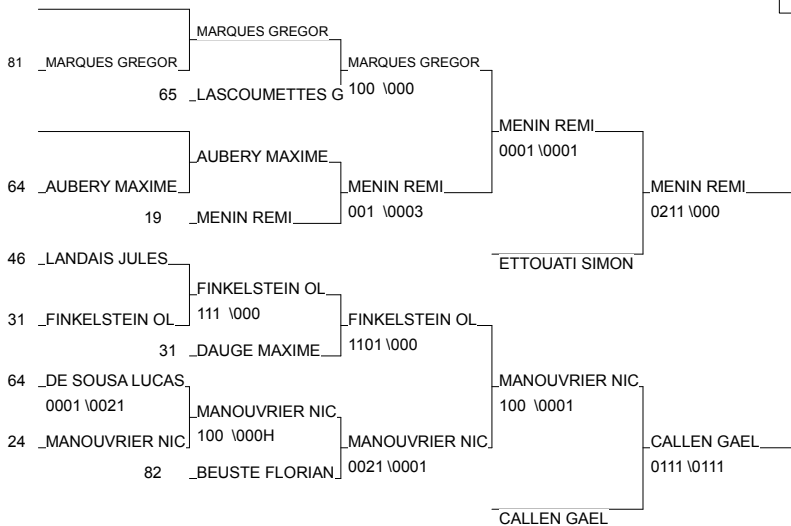 MARQUES GREGOR
81 MARQUES GREGOR MARQUES GREGOR
65 LASCOUMETTES G 100 \000
MENIN REMI
0001 \0001
AUBERY MAXIME
64 AUBERY MAXIME MENIN REMI MENIN REMI
19 MENIN REMI 001 \0003 0211 \000
46 LANDAIS JULES ETTOUATI SIMON
FINKELSTEIN OL
31 FINKELSTEIN OL 111 \000 FINKELSTEIN OL
31 DAUGE MAXIME 1101 \000
64 DE SOUSA LUCAS MANOUVRIER NIC
0001 \0021 MANOUVRIER NIC 100 \0001
24 MANOUVRIER NIC 100 \000H MANOUVRIER NIC CALLEN GAEL
82 BEUSTE FLORIAN 0021 \0001 0111 \0111
CALLEN GAEL